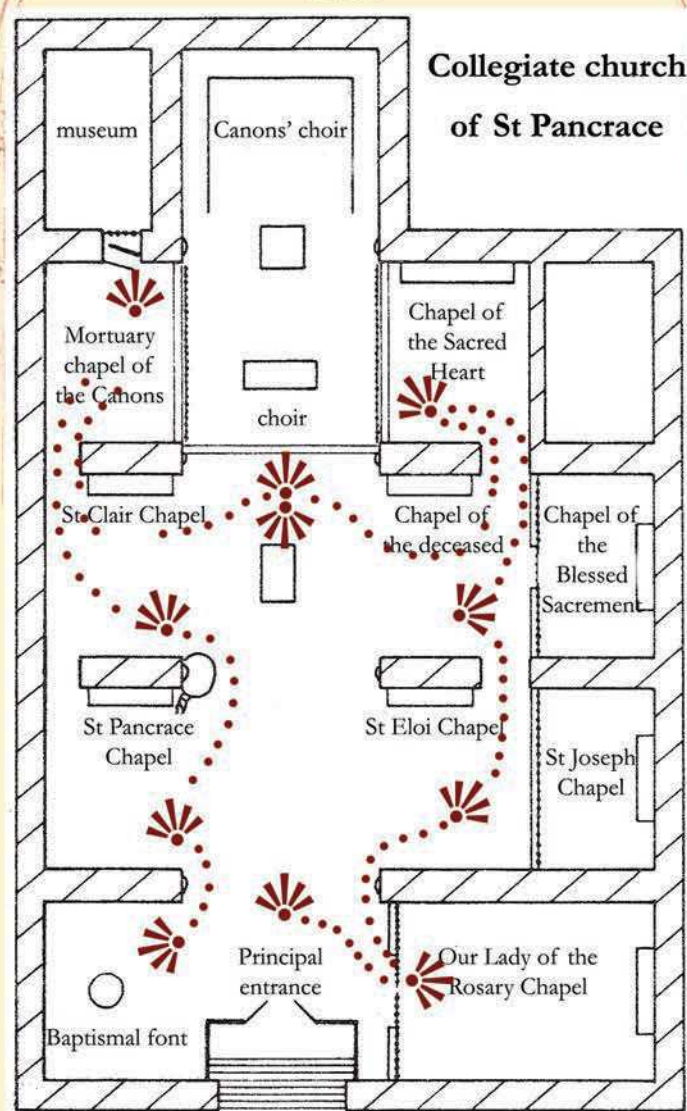 Collegiate church
of St Pancrace
museum
Canons' choir
Mortuary
chapel of
the Canons
choir
Chapel of
the Sacred
Heart
St Clair Chapel
Chapel of
the deceased
Chapel of
the
Blessed
Sacrement
St Pancrace
Chapel
St Eloi Chapel
St Joseph
Chapel
Principal
entrance
Our Lady of the
Rosary Chapel
Baptismal font